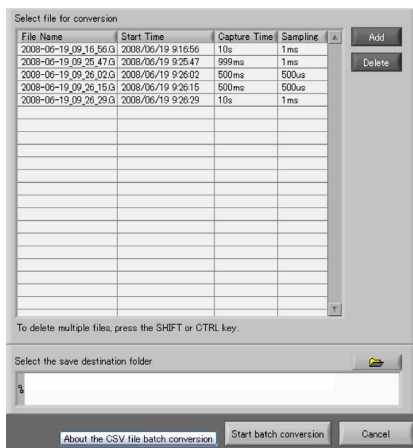 Select file for conversion
File Name Start Time Capture Time Sampling
2008-06-19_09_16_56.G 2008/06/19 9:16:56 10s 1ms
2008-06-19_09_25_47.G 2008/06/19 9:25:47 999ms 1ms
2008-06-19_09_26_02.G 2008/06/19 9:26:02 500ms 500us
2008-06-19_09_26_15.G 2008/06/19 9:26:15 500ms 500us
2008-06-19_09_26_29.G 2008/06/19 9:26:29 10s 1ms
Add
Delete
To delete multiple files, press the SHIFT or CTRL key.
Select the save destination folder
About the CSV file batch conversion Start batch conversion Cancel